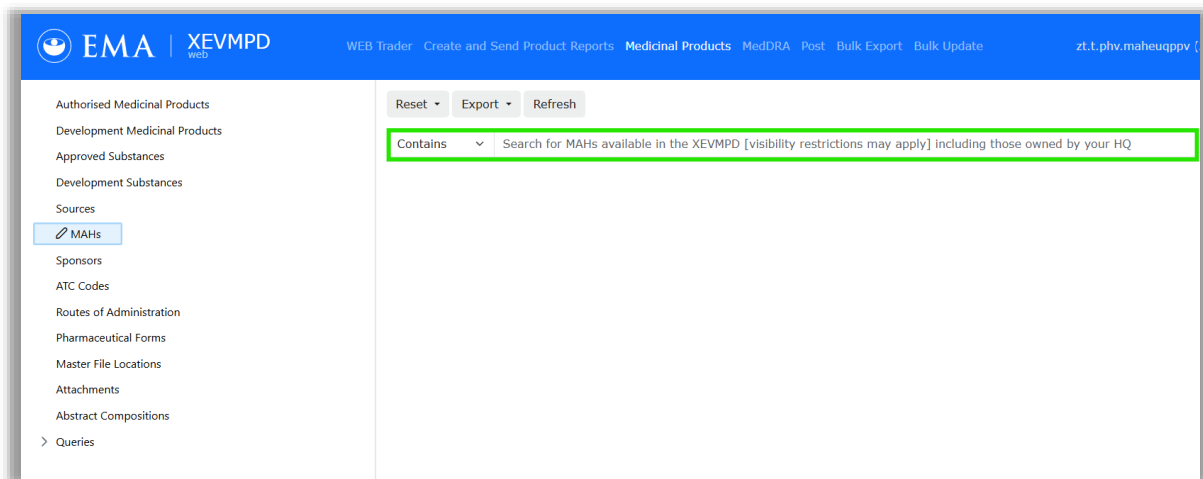 EMA | XEVMPD
web
WEB Trader Create and Send Product Reports Medicinal Products MedDRA Post Bulk Export Bulk Update zt.t.phv.maheuqppv (
Authorised Medicinal Products
Development Medicinal Products
Approved Substances
Development Substances
Sources
MAHs
Sponsors
ATC Codes
Routes of Administration
Pharmaceutical Forms
Master File Locations
Attachments
Abstract Compositions
Queries
Reset Export Refresh
Contains Search for MAHs available in the XEVMPD [visibility restrictions may apply] including those owned by your HQ